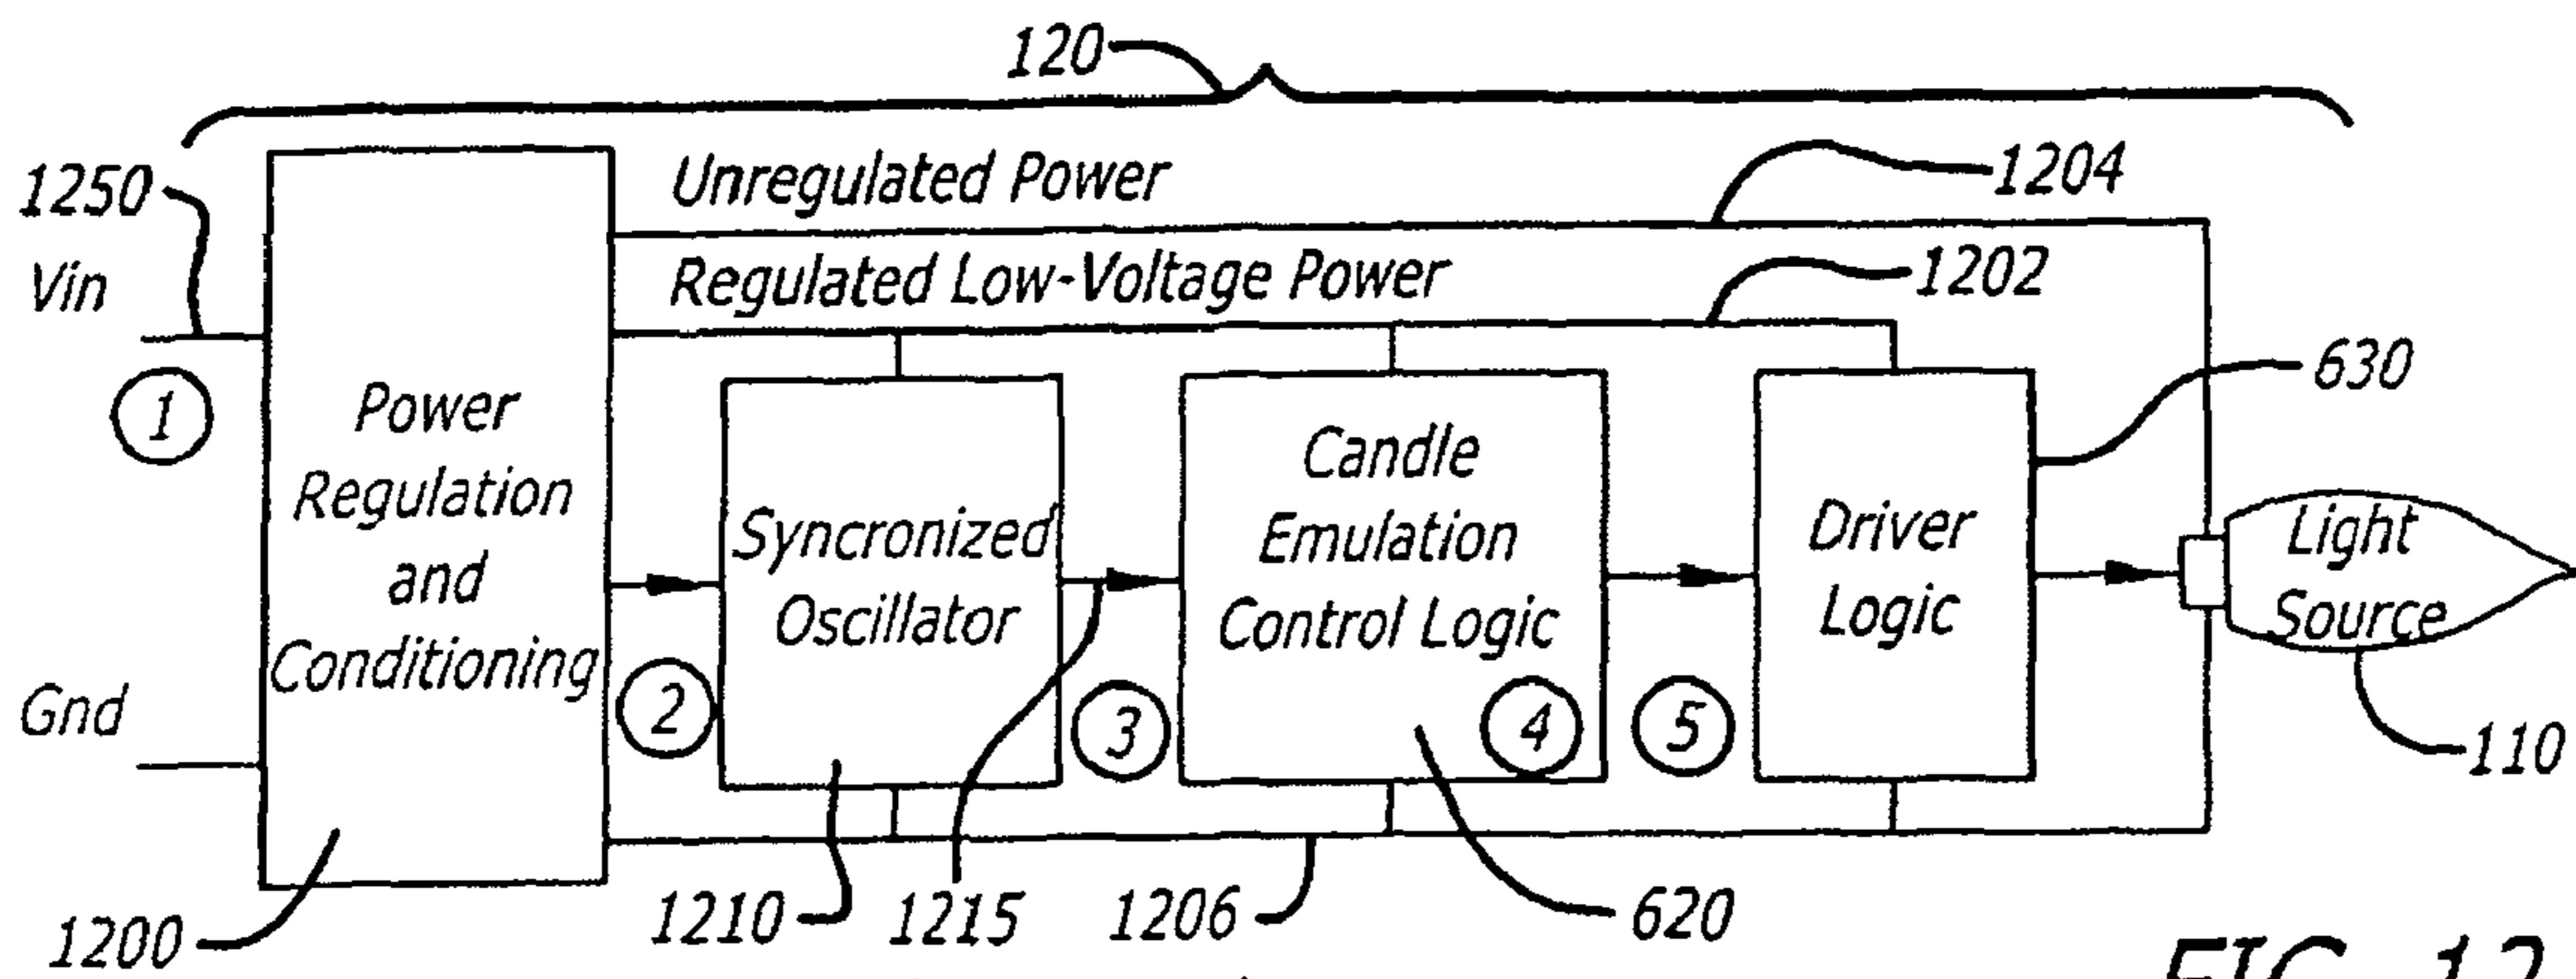 120
Unregulated Power
1204
1250
Vin
Regulated Low-Voltage Power
1202
630
1
Power
Regulation
and
Conditioning
2
Syncronized
Oscillator
3
Candle
Emulation
Control Logic
4
5
Driver
Logic
Light
Source
Gnd
110
1200
1210
1215
1206
620
FIG. 12